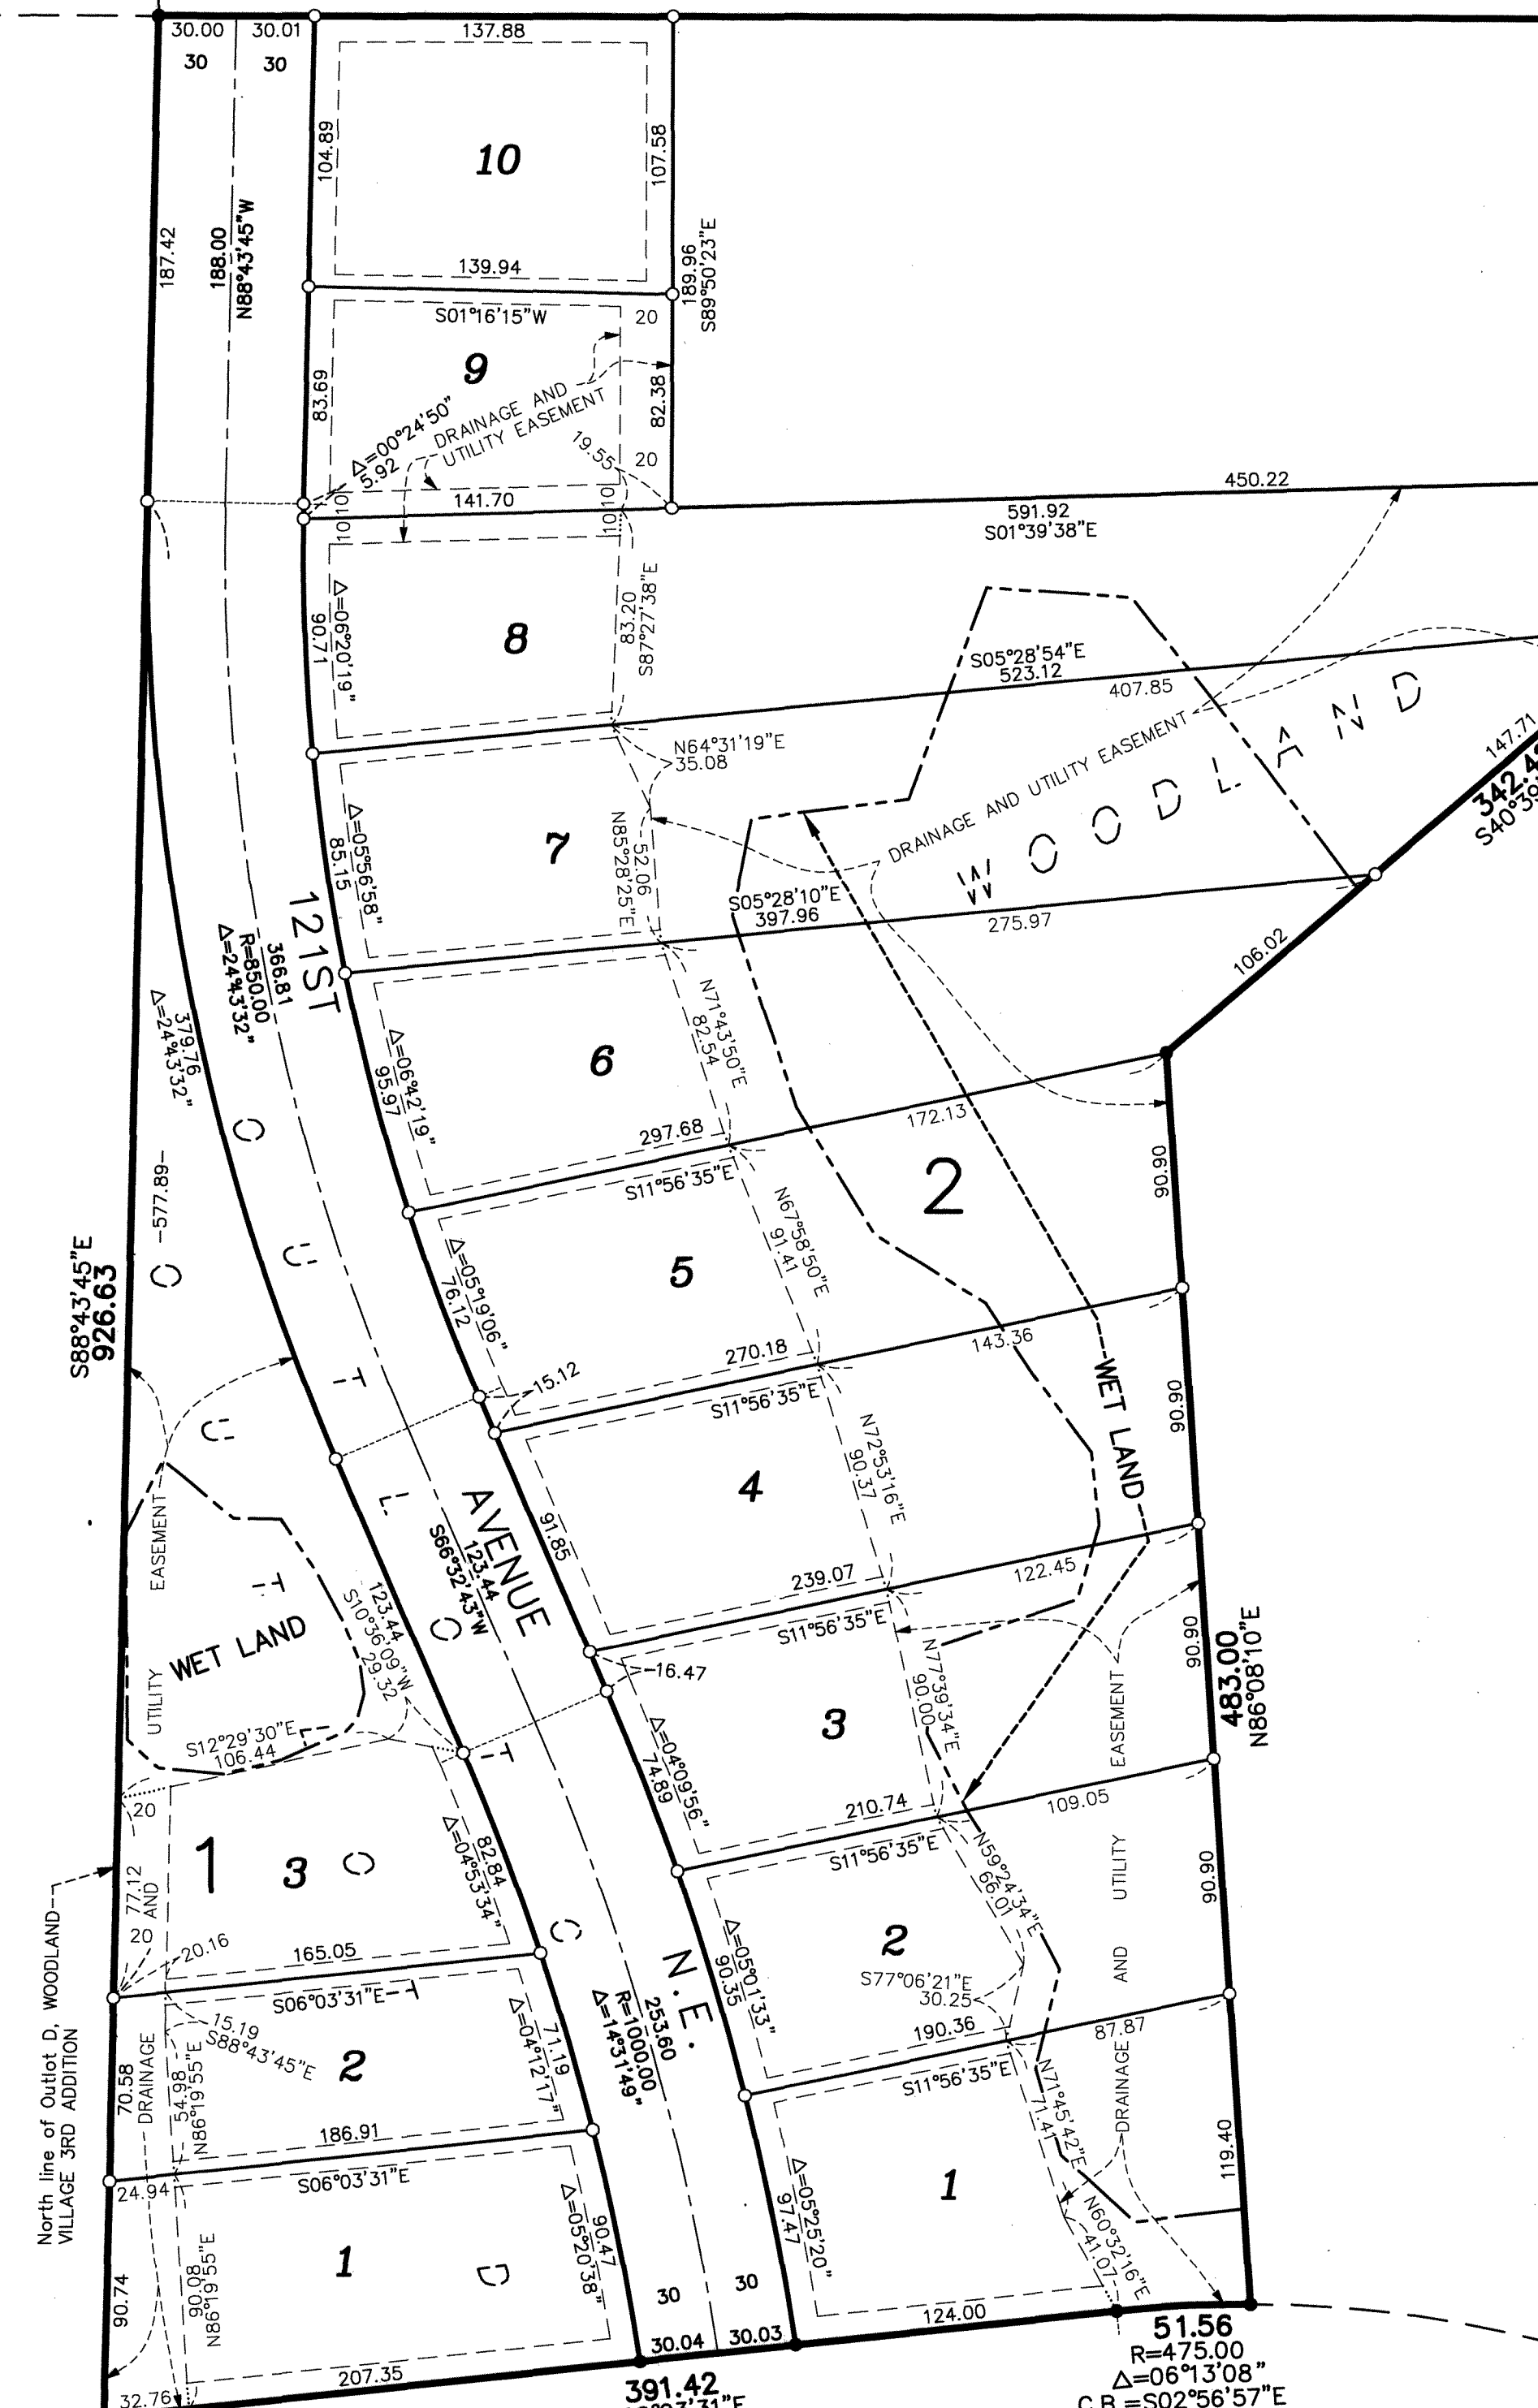 30.00
30.01
137.88
30
30
104.89
10
107.58
187.42
188.00
N88°43'45"W
139.94
189.96
S89°50'23"E
S01°16'15"W
20
9
83.69
82.38
Δ=00°24'50"
5.92
DRAINAGE AND
UTILITY EASEMENT
19.55
20
10
10
141.70
10
10
450.22
591.92
S01°39'38"E
Δ=06°20'19"
90.71
8
83.20
S87°27'38"E
S05°28'54"E
523.12
407.85
N64°31'19"E
35.08
DRAINAGE AND UTILITY EASEMENT
WOODLAND
147.71
Δ=05°56'58"
85.15
7
52.06
N85°28'25"E
S05°28'10"E
397.96
275.97
106.02
121ST
366.81
R=850.00
Δ=24°43'32"
379.76
Δ=24°43'32"
Δ=06°42'19"
95.97
6
N71°43'50"E
82.54
297.68
172.13
S11°56'35"E
2
90.90
-577.89-
S88°43'45"E
926.63
Δ=05°19'06"
76.12
5
N67°58'50"E
91.41
270.18
143.36
S11°56'35"E
15.12
WET LAND
90.90
OUTLOT C
OUTLOT D
AVENUE
123.44
S66°32'43"W
91.85
4
N72°53'16"E
90.37
239.07
122.45
S11°56'35"E
16.47
UTILITY EASEMENT
WET LAND
123.44
S10°36'09"W
29.32
S12°29'30"E
106.44
Δ=04°09'56"
74.89
3
N77°39'34"E
90.00
90.90
483.00
N86°08'10"E
210.74
109.05
S11°56'35"E
20
1
3
82.84
Δ=04°53'34"
77.12
AND
20
20.16
165.05
S06°03'31"E
North line of Outlot D, WOODLAND
VILLAGE 3RD ADDITION
N.E.
253.60
R=1000.00
Δ=14°31'49"
Δ=05°01'33"
90.35
2
N59°24'34"E
66.01
S77°06'21"E
30.25
190.36
87.87
S11°56'35"E
90.90
DRAINAGE AND UTILITY EASEMENT
15.19
S88°43'45"E
70.58
DRAINAGE
54.98
N86°19'55"E
2
71.19
Δ=04°12'17"
186.91
S06°03'31"E
24.94
N71°45'42"E
71.41
119.40
Δ=05°25'20"
97.47
1
N60°32'16"E
41.07
90.74
90.08
N86°19'55"E
1
90.47
Δ=05°20'38"
30
30
32.76
207.35
30.04
30.03
124.00
51.56
391.42
R=475.00
Δ=06°13'08"
C.B.=S02°56'57"E